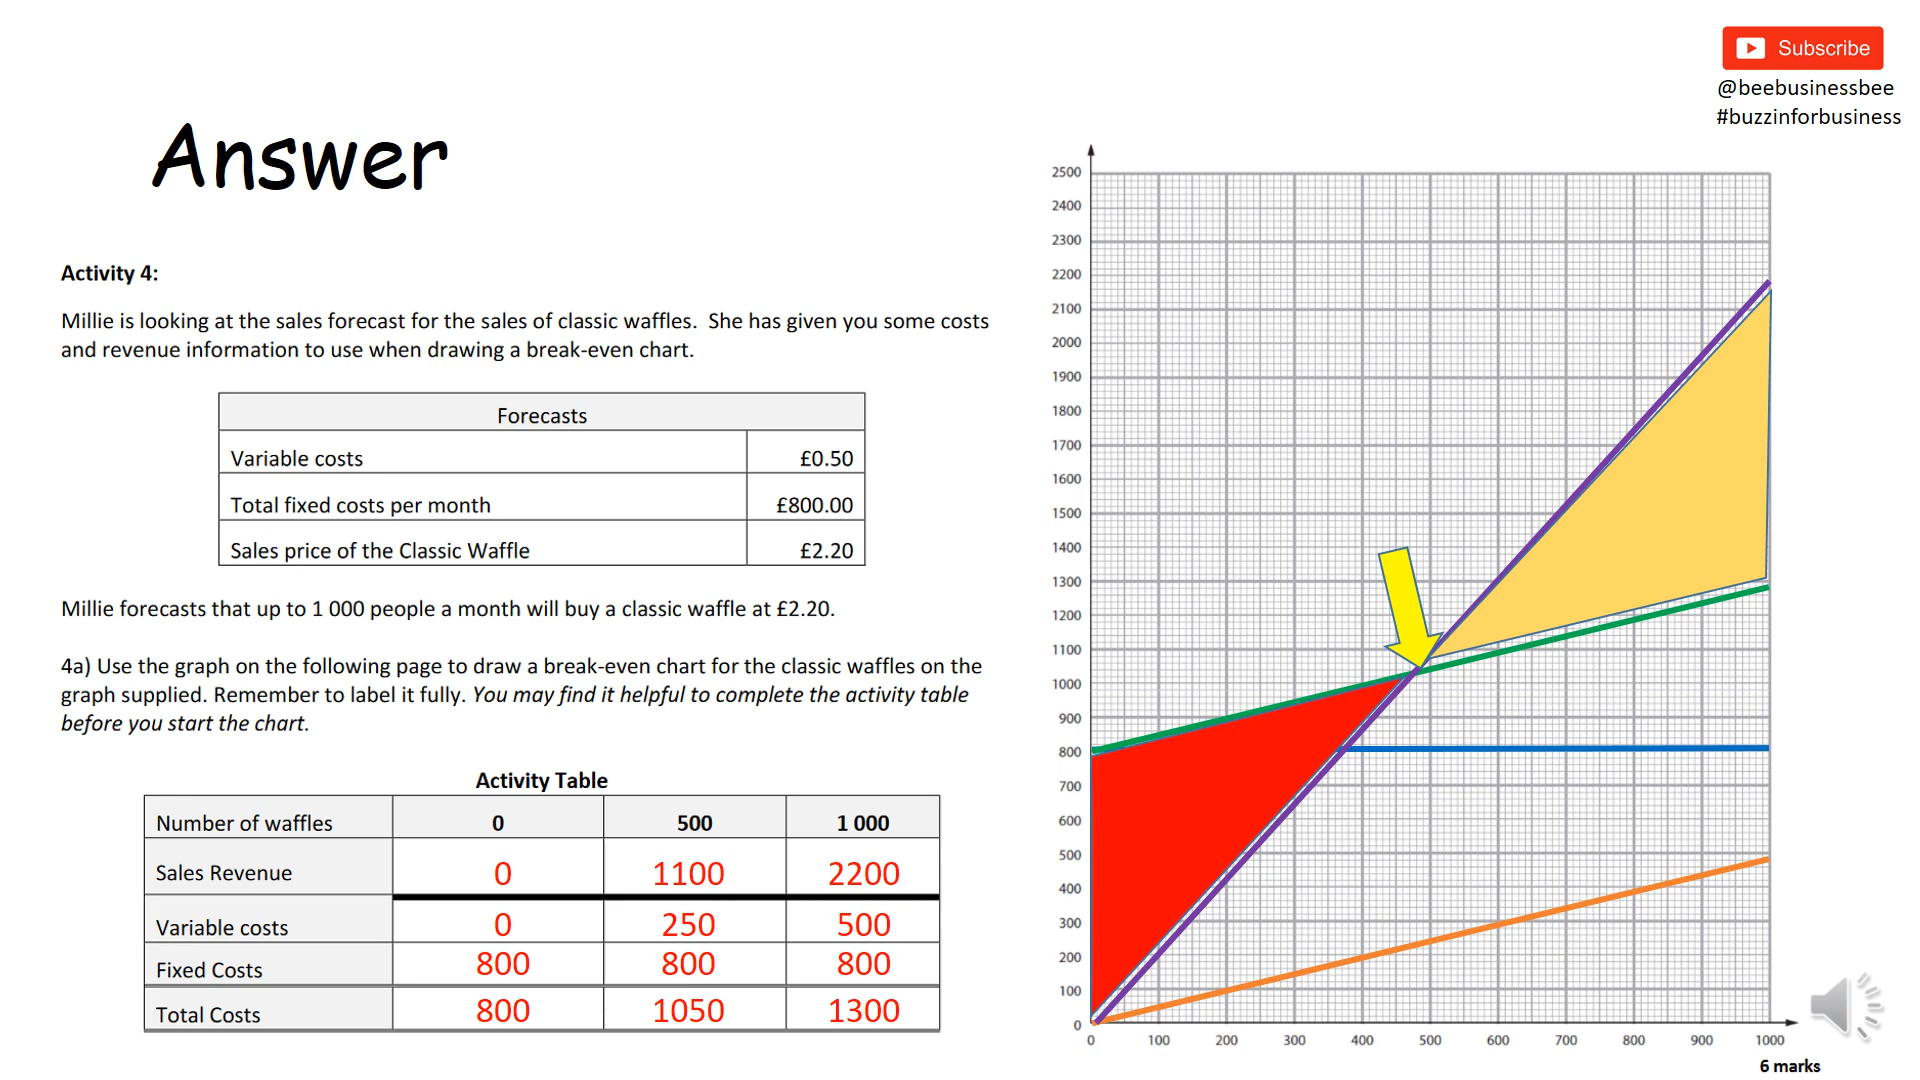 Subscribe
@beebusinessbee
#buzzinforbusiness
Answer
Activity 4:
Millie is looking at the sales forecast for the sales of classic waffles. She has given you some costs
and revenue information to use when drawing a break-even chart.
Forecasts
Variable costs £0.50
Total fixed costs per month £800.00
Sales price of the Classic Waffle £2.20
Millie forecasts that up to 1 000 people a month will buy a classic waffle at £2.20.
4a) Use the graph on the following page to draw a break-even chart for the classic waffles on the
graph supplied. Remember to label it fully. You may find it helpful to complete the activity table
before you start the chart.
Activity Table
Number of waffles 0 500 1 000
Sales Revenue 0 1100 2200
Variable costs 0 250 500
Fixed Costs 800 800 800
Total Costs 800 1050 1300
2500
2400
2300
2200
2100
2000
1900
1800
1700
1600
1500
1400
1300
1200
1100
1000
900
800
700
600
500
400
300
200
100
0
0 100 200 300 400 500 600 700 800 900 1000
6 marks